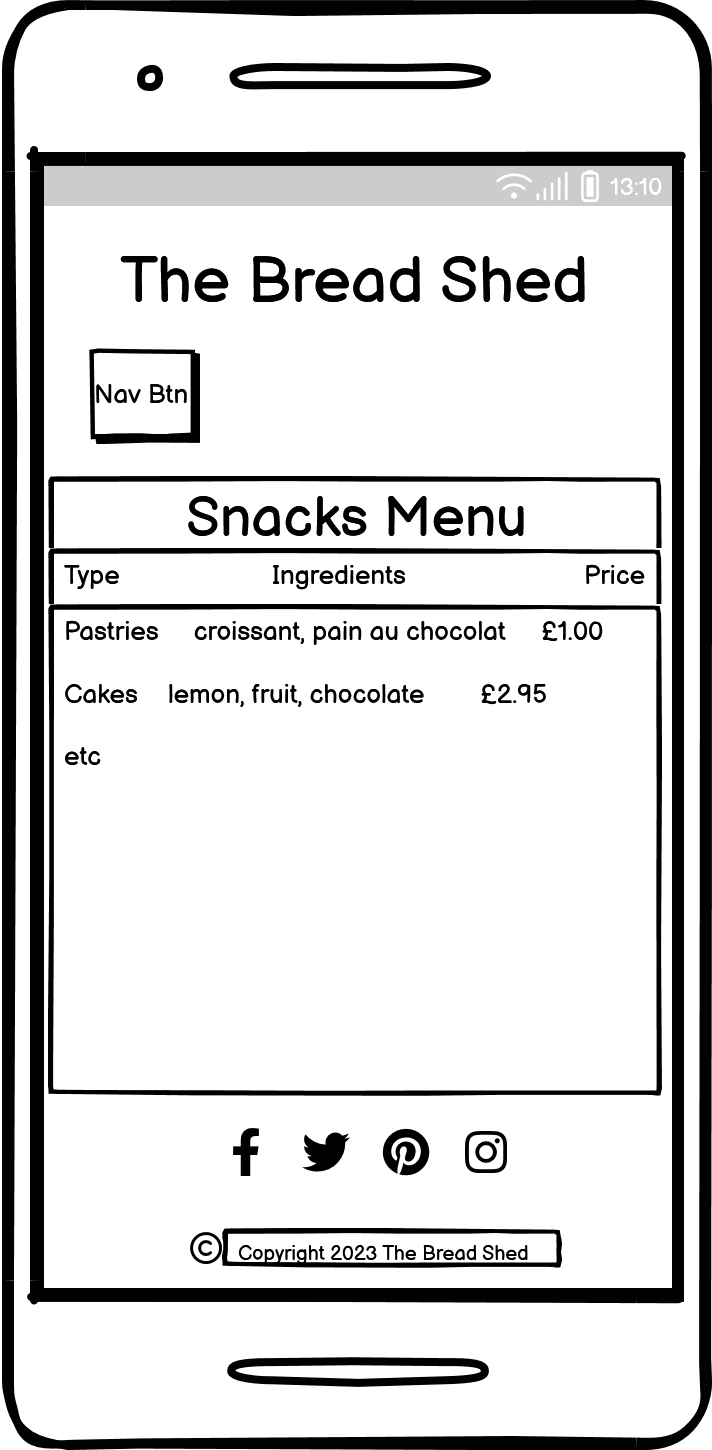 13:10
The Bread Shed
Nav Btn
Snacks Menu
Type Ingredients Price
Pastries croissant, pain au chocolat £1.00
Cakes lemon, fruit, chocolate £2.95
etc
© Copyright 2023 The Bread Shed